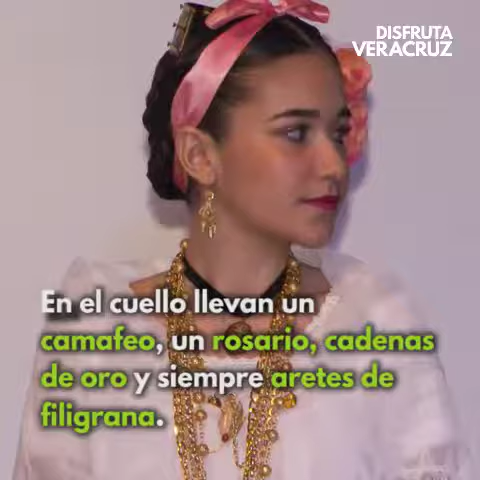 DISFRUTA
VERACRUZ
En el cuello llevan un
camafeo, un rosario, cadenas
de oro y siempre aretes de
filigrana.